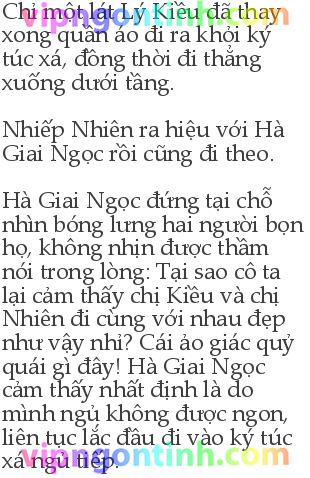 Chỉ một lát Lý Kiều đã thay
vipngontinh.com
xong quần áo đi ra khỏi ký
túc xá, đồng thời đi thẳng
xuống dưới tầng.
Nhiếp Nhiên ra hiệu với Hà
Giai Ngọc rồi cũng đi theo.
Hà Giai Ngọc đứng tại chỗ
nhìn bóng lưng hai người bọn
họ, không nhịn được thầm
nói trong lòng: Tại sao cô ta
lại cảm thấy chị Kiều và chị
Nhiên đi cùng với nhau đẹp
như vậy nhỉ? Cái ảo giác quỷ
quái gì đây! Hà Giai Ngọc
cảm thấy nhất định là do
mình ngủ không được ngon,
liên tục lắc đầu đi vào ký túc
vipngontinh.com
xá ngủ tiếp.